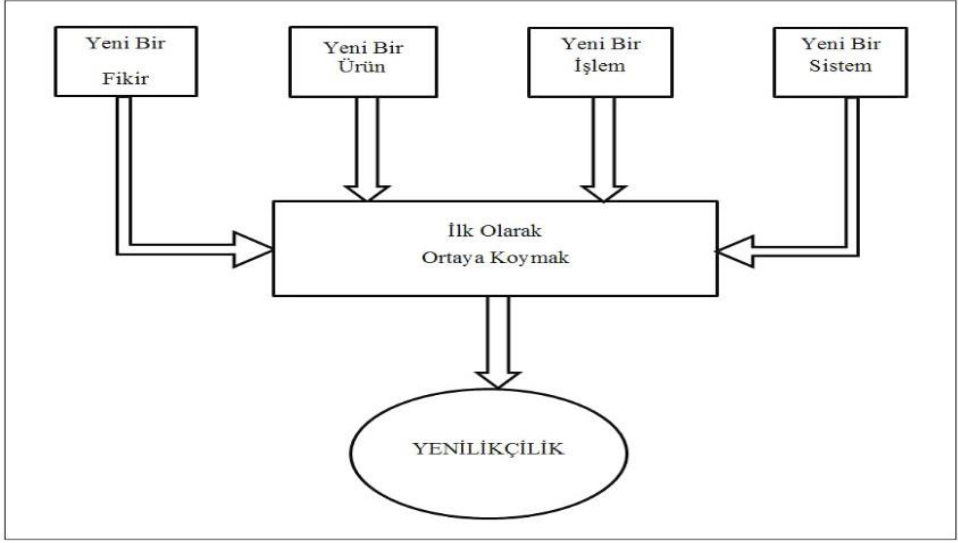 Yeni Bir
Fikir
Yeni Bir
Ürün
Yeni Bir
İşlem
Yeni Bir
Sistem
İlk Olarak
Ortaya Koymak
YENİLİKÇİLİK